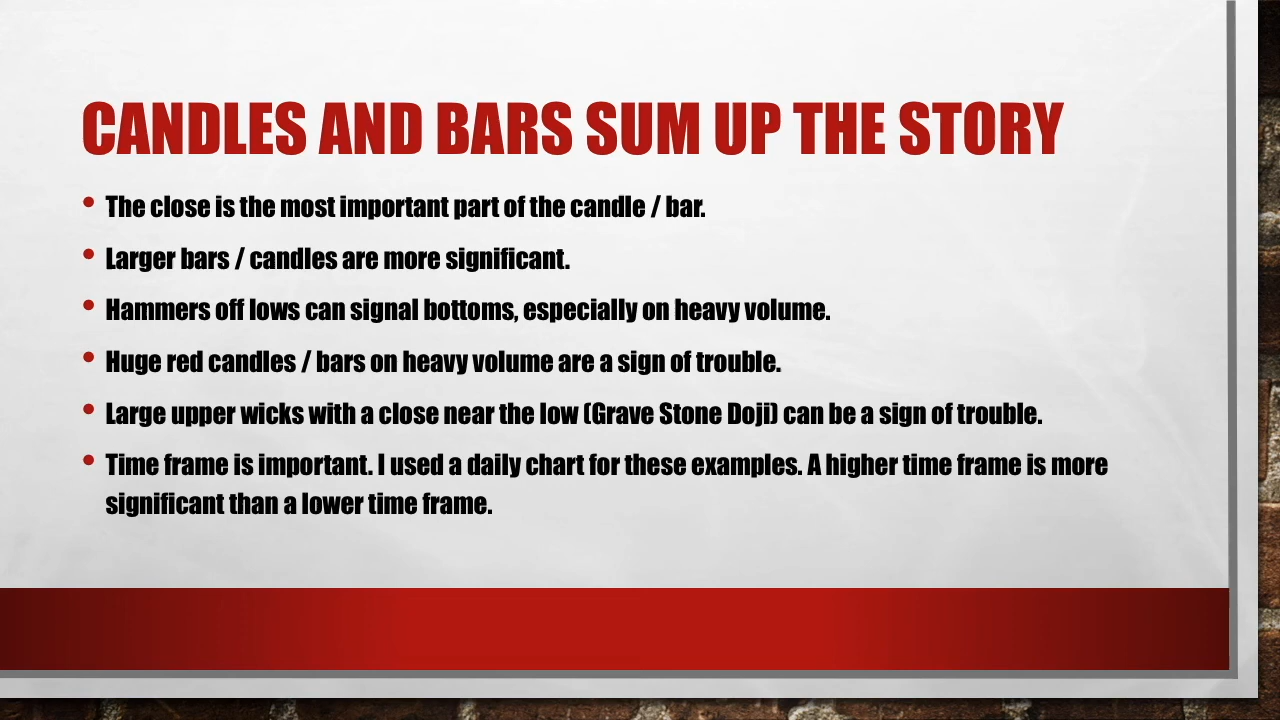 CANDLES AND BARS SUM UP THE STORY
• The close is the most important part of the candle / bar.
• Larger bars / candles are more significant.
• Hammers off lows can signal bottoms, especially on heavy volume.
• Huge red candles / bars on heavy volume are a sign of trouble.
• Large upper wicks with a close near the low (Grave Stone Doji) can be a sign of trouble.
• Time frame is important. I used a daily chart for these examples. A higher time frame is more
significant than a lower time frame.